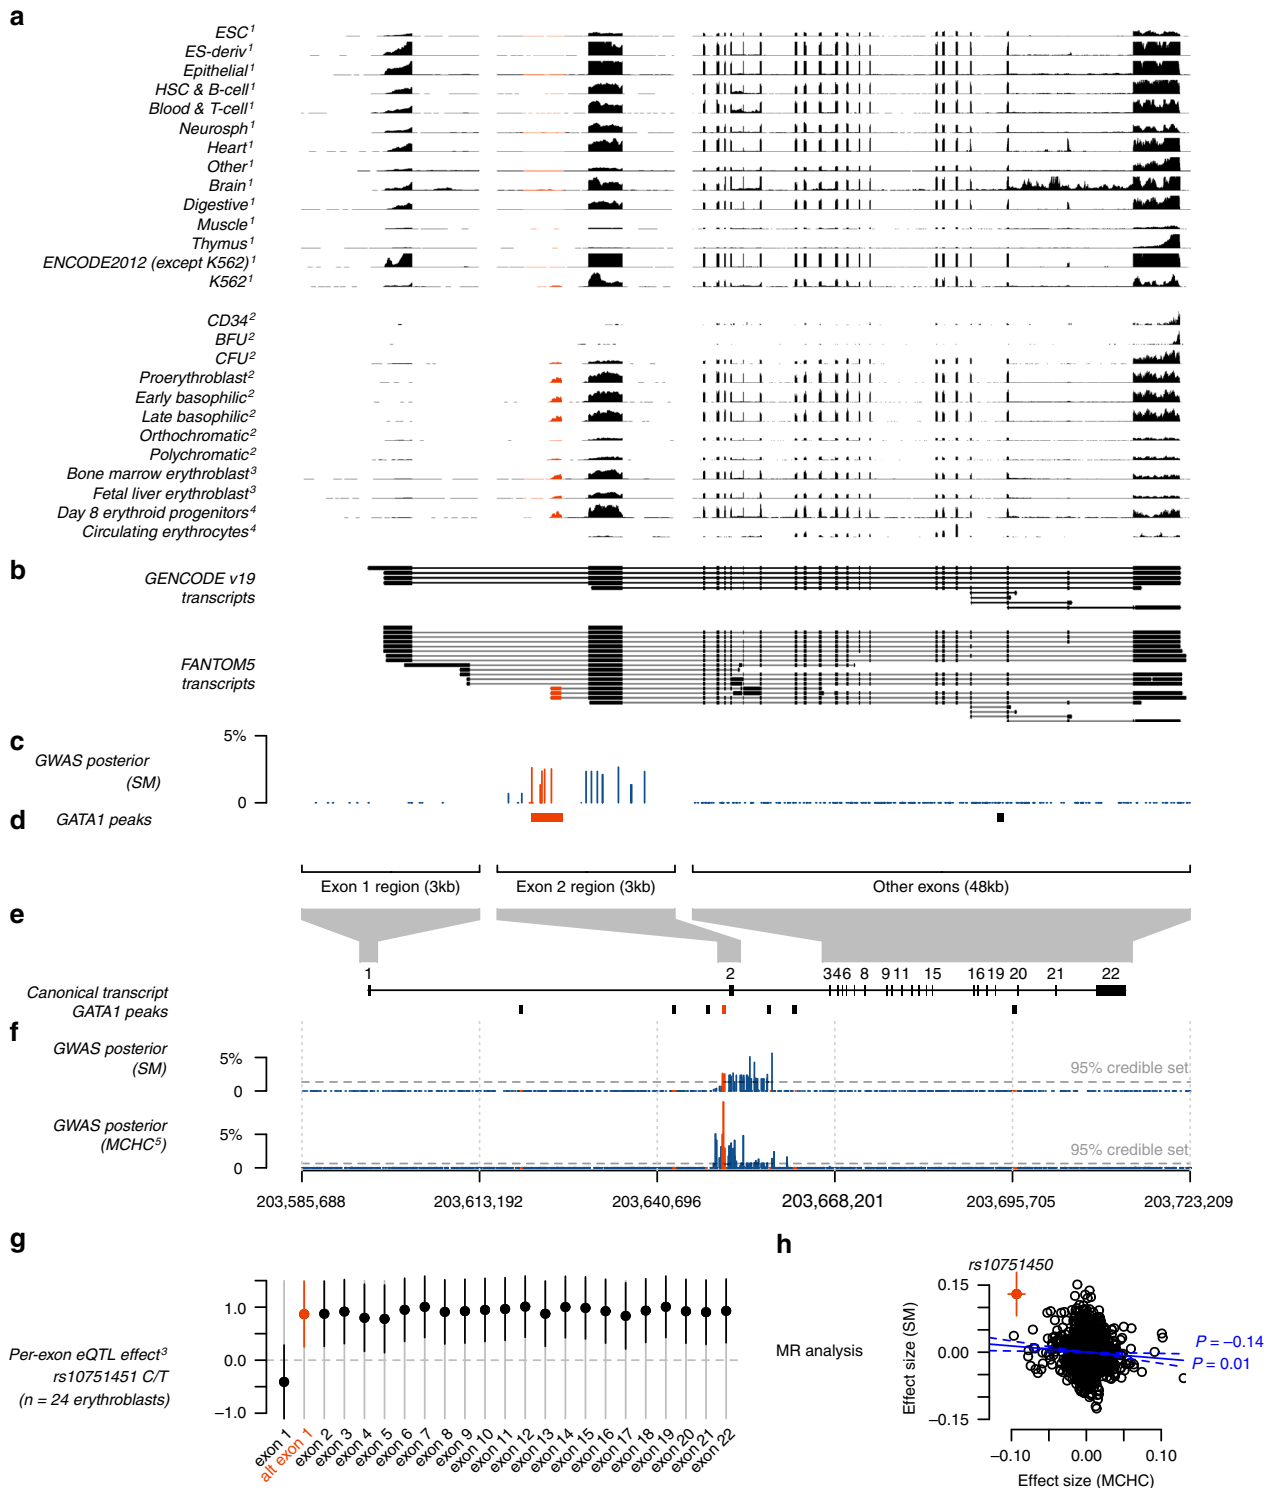 a
ESC1
ES-deriv1
Epithelial1
HSC & B-cell1
Blood & T-cell1
Neurosph1
Heart1
Other1
Brain1
Digestive1
Muscle1
Thymus1
ENCODE2012 (except K562)1
K5621
CD342
BFU2
CFU2
Proerythroblast2
Early basophilic2
Late basophilic2
Orthochromatic2
Polychromatic2
Bone marrow erythroblast3
Fetal liver erythroblast3
Day 8 erythroid progenitors4
Circulating erythrocytes4
b
GENCODE v19
transcripts
FANTOM5
transcripts
c
GWAS posterior
(SM)
5%
0
d
GATA1 peaks
Exon 1 region (3kb)
Exon 2 region (3kb)
Other exons (48kb)
e
1 2 346 8 911 15 1619 20 21 22
Canonical transcript
GATA1 peaks
f
GWAS posterior
(SM)
5%
0
95% credible set
GWAS posterior
(MCHC5)
5%
0
95% credible set
203,585,688 203,613,192 203,640,696 203,668,201 203,695,705 203,723,209
g
Per-exon eQTL effect3
rs10751451 C/T
(n = 24 erythroblasts)
1.0
0.0
−1.0
exon 1
alt exon 1
exon 2
exon 3
exon 4
exon 5
exon 6
exon 7
exon 8
exon 9
exon 10
exon 11
exon 12
exon 13
exon 14
exon 15
exon 16
exon 17
exon 18
exon 19
exon 20
exon 21
exon 22
h
MR analysis
rs10751450
Effect size (SM)
0.15
0.00
−0.15
P = −0.14
P = 0.01
−0.10 0.00 0.10
Effect size (MCHC)